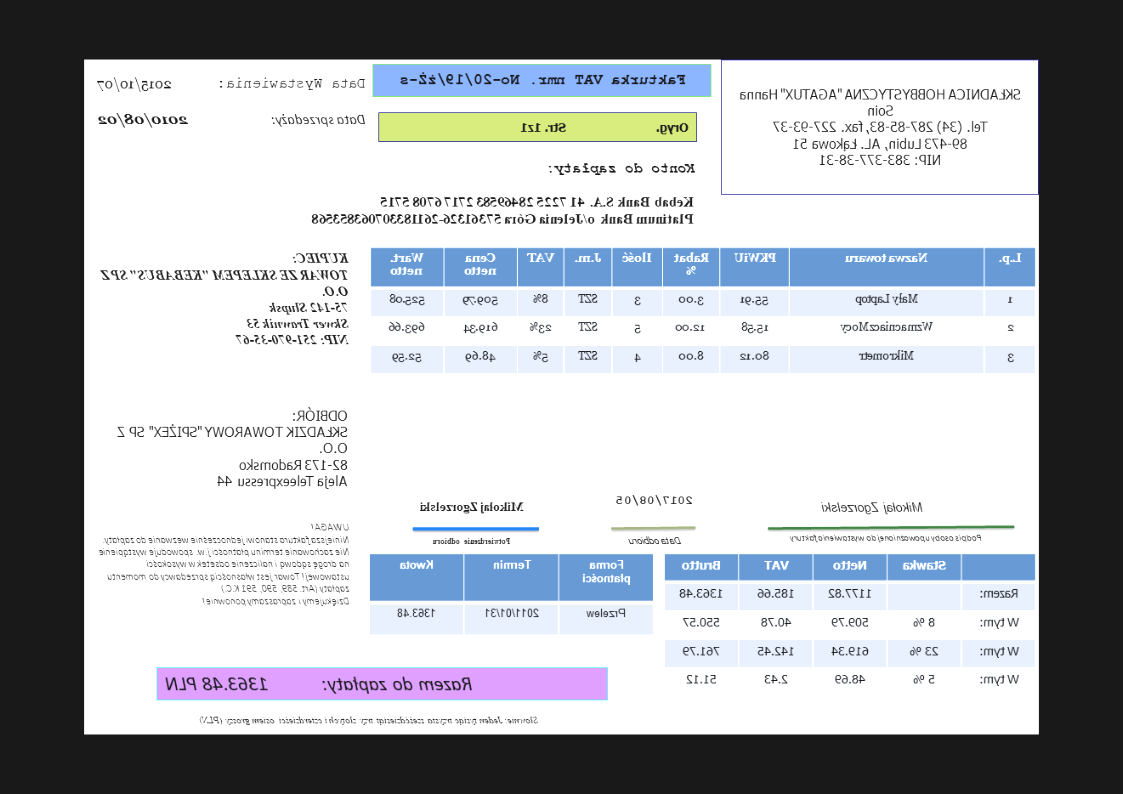 SKŁADNICA HOBBYSTYCZNA "AGATUX" Hanna
Soin
Tel. (34) 287-85-83, fax. 227-93-37
89-473 Lubin, AL. Łąkowa 51
NIP: 383-377-38-31
Fakturka VAT nmr. No-20/19/żŻ-s
Data Wystawienia: 2015/10/07
Oryg. Str. 1z1
Data sprzedaży: 2010/08/02
Konto do zapłaty:
Kebab Bank S.A. 41 7225 28469583 2717 6708 5715
Platinum Bank o/Jelenia Góra 57361326-261183307063853568
L.p. Nazwa towaru PKWiU Rabat % Ilość J.m. VAT Cena netto Wart. netto
1 Mały Laptop 55.91 3.00 3 SZT 8% 509.79 525.08
2 Wzmacniacz Mocy 15.58 12.00 5 SZT 23% 619.34 693.66
3 Mikrometr 80.12 8.00 4 SZT 5% 48.69 52.59
KUPIEC:
TOWAR ZE SKLEPEM "KEBABU'S" SP Z
O.O.
75-142 Słupsk
Skwer Trawnik 53
NIP: 251-970-35-67
ODBIÓR:
SKŁADZIK TOWAROWY "SPIŻEX" SP Z
O.O.
82-173 Radomsko
Aleja Teleexpressu 44
Mikołaj Zgorzelski
Podpis osoby upoważnionej do wystawienia faktury
2017/08/05
Data odbioru
Mikołaj Zgorzelski
Potwierdzenie odbioru
UWAGA!
Niniejsza faktura stanowi jednocześnie wezwanie do zapłaty.
Nie zachowanie terminu płatności j.w. spowoduje wystąpienie
na drogę sądową i naliczenie odsetek w wysokości
ustawowej!! Towar jest własnością sprzedawcy do momentu
zapłaty (Art. 589, 590, 591 K.C.)
Dziękujemy i zapraszamy ponownie!
Stawka Netto VAT Brutto
Razem: 1177.82 185.66 1363.48
W tym: 8 % 509.79 40.78 550.57
W tym: 23 % 619.34 142.45 761.79
W tym: 5 % 48.69 2.43 51.12
Forma płatności Termin Kwota
Przelew 2011/01/31 1363.48
Razem do zapłaty: 1363.48 PLN
Słownie: Jeden tysiąc trzysta sześćdziesiąt trzy złotych i czterdzieści osiem groszy (PLN)